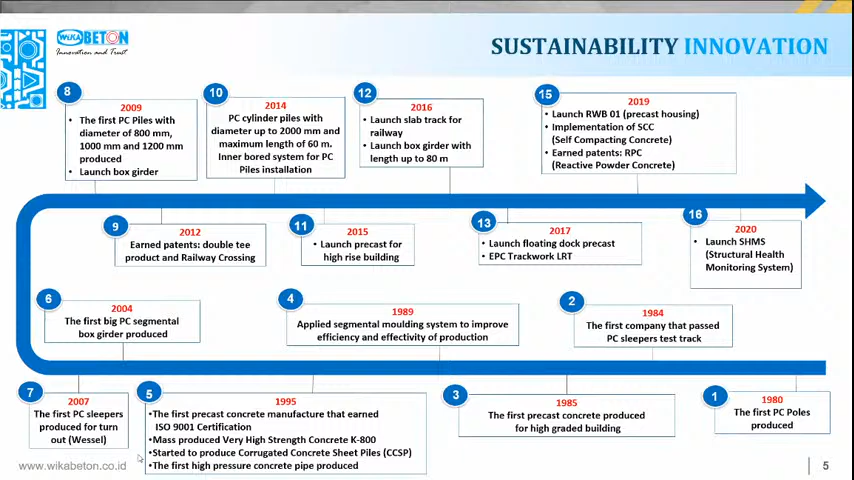 WIKA BETON
Innovation and Trust
SUSTAINABILITY INNOVATION
8
2009
• The first PC Piles with
diameter of 800 mm,
1000 mm and 1200 mm
produced
• Launch box girder
10
2014
PC cylinder piles with
diameter up to 2000 mm and
maximum length of 60 m.
Inner bored system for PC
Piles installation
12
2016
• Launch slab track for
railway
• Launch box girder with
length up to 80 m
15
2019
• Launch RWB 01 (precast housing)
• Implementation of SCC
(Self Compacting Concrete)
• Earned patents: RPC
(Reactive Powder Concrete)
9
2012
Earned patents: double tee
product and Railway Crossing
11
2015
• Launch precast for
high rise building
13
2017
• Launch floating dock precast
• EPC Trackwork LRT
16
2020
• Launch SHMS
(Structural Health
Monitoring System)
6
2004
The first big PC segmental
box girder produced
4
1989
Applied segmental moulding system to improve
efficiency and effectivity of production
2
1984
The first company that passed
PC sleepers test track
7
2007
The first PC sleepers
produced for turn
out (Wessel)
5
1995
•The first precast concrete manufacture that earned
ISO 9001 Certification
•Mass produced Very High Strength Concrete K-800
•Started to produce Corrugated Concrete Sheet Piles (CCSP)
•The first high pressure concrete pipe produced
3
1985
The first precast concrete produced
for high graded building
1
1980
The first PC Poles
produced
www.wikabeton.co.id
5